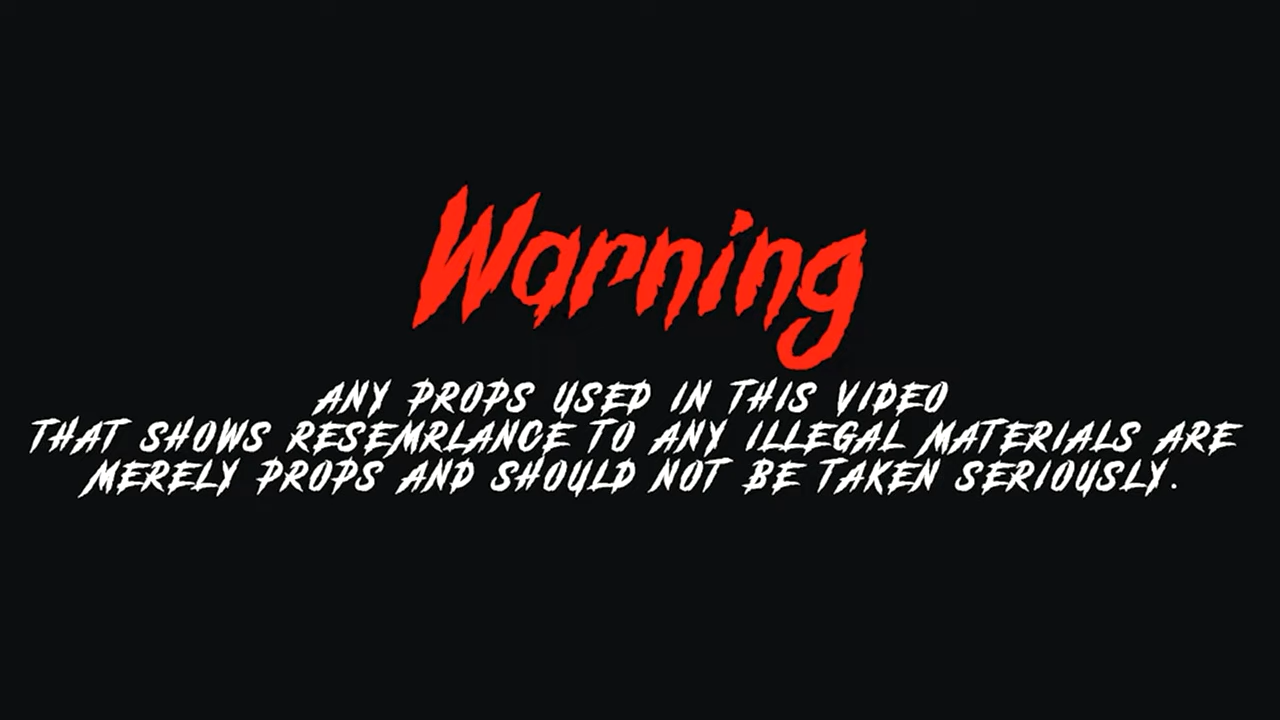 Warning
ANY PROPS USED IN THIS VIDEO
THAT SHOWS RESEMRLANCE TO ANY ILLEGAL MATERIALS ARE
MERELY PROPS AND SHOULD NOT BE TAKEN SERIOUSLY.